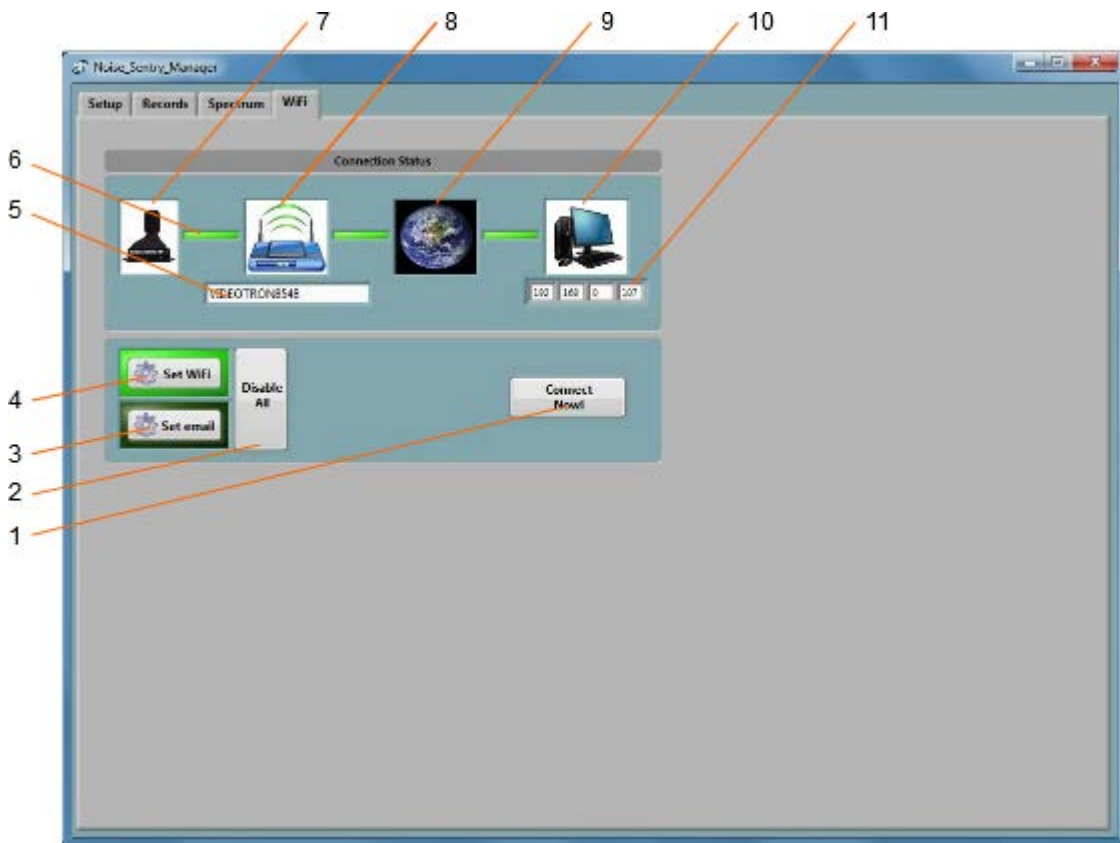 7 8 9 10 11
Noise_Sentry_Manager
Setup Records Spectrum WiFi
6
Connection Status
5
VIDEOTRON8548
192 168 0 107
4
Set WiFi
Disable
All
Connect
Now!
3
Set email
2
1